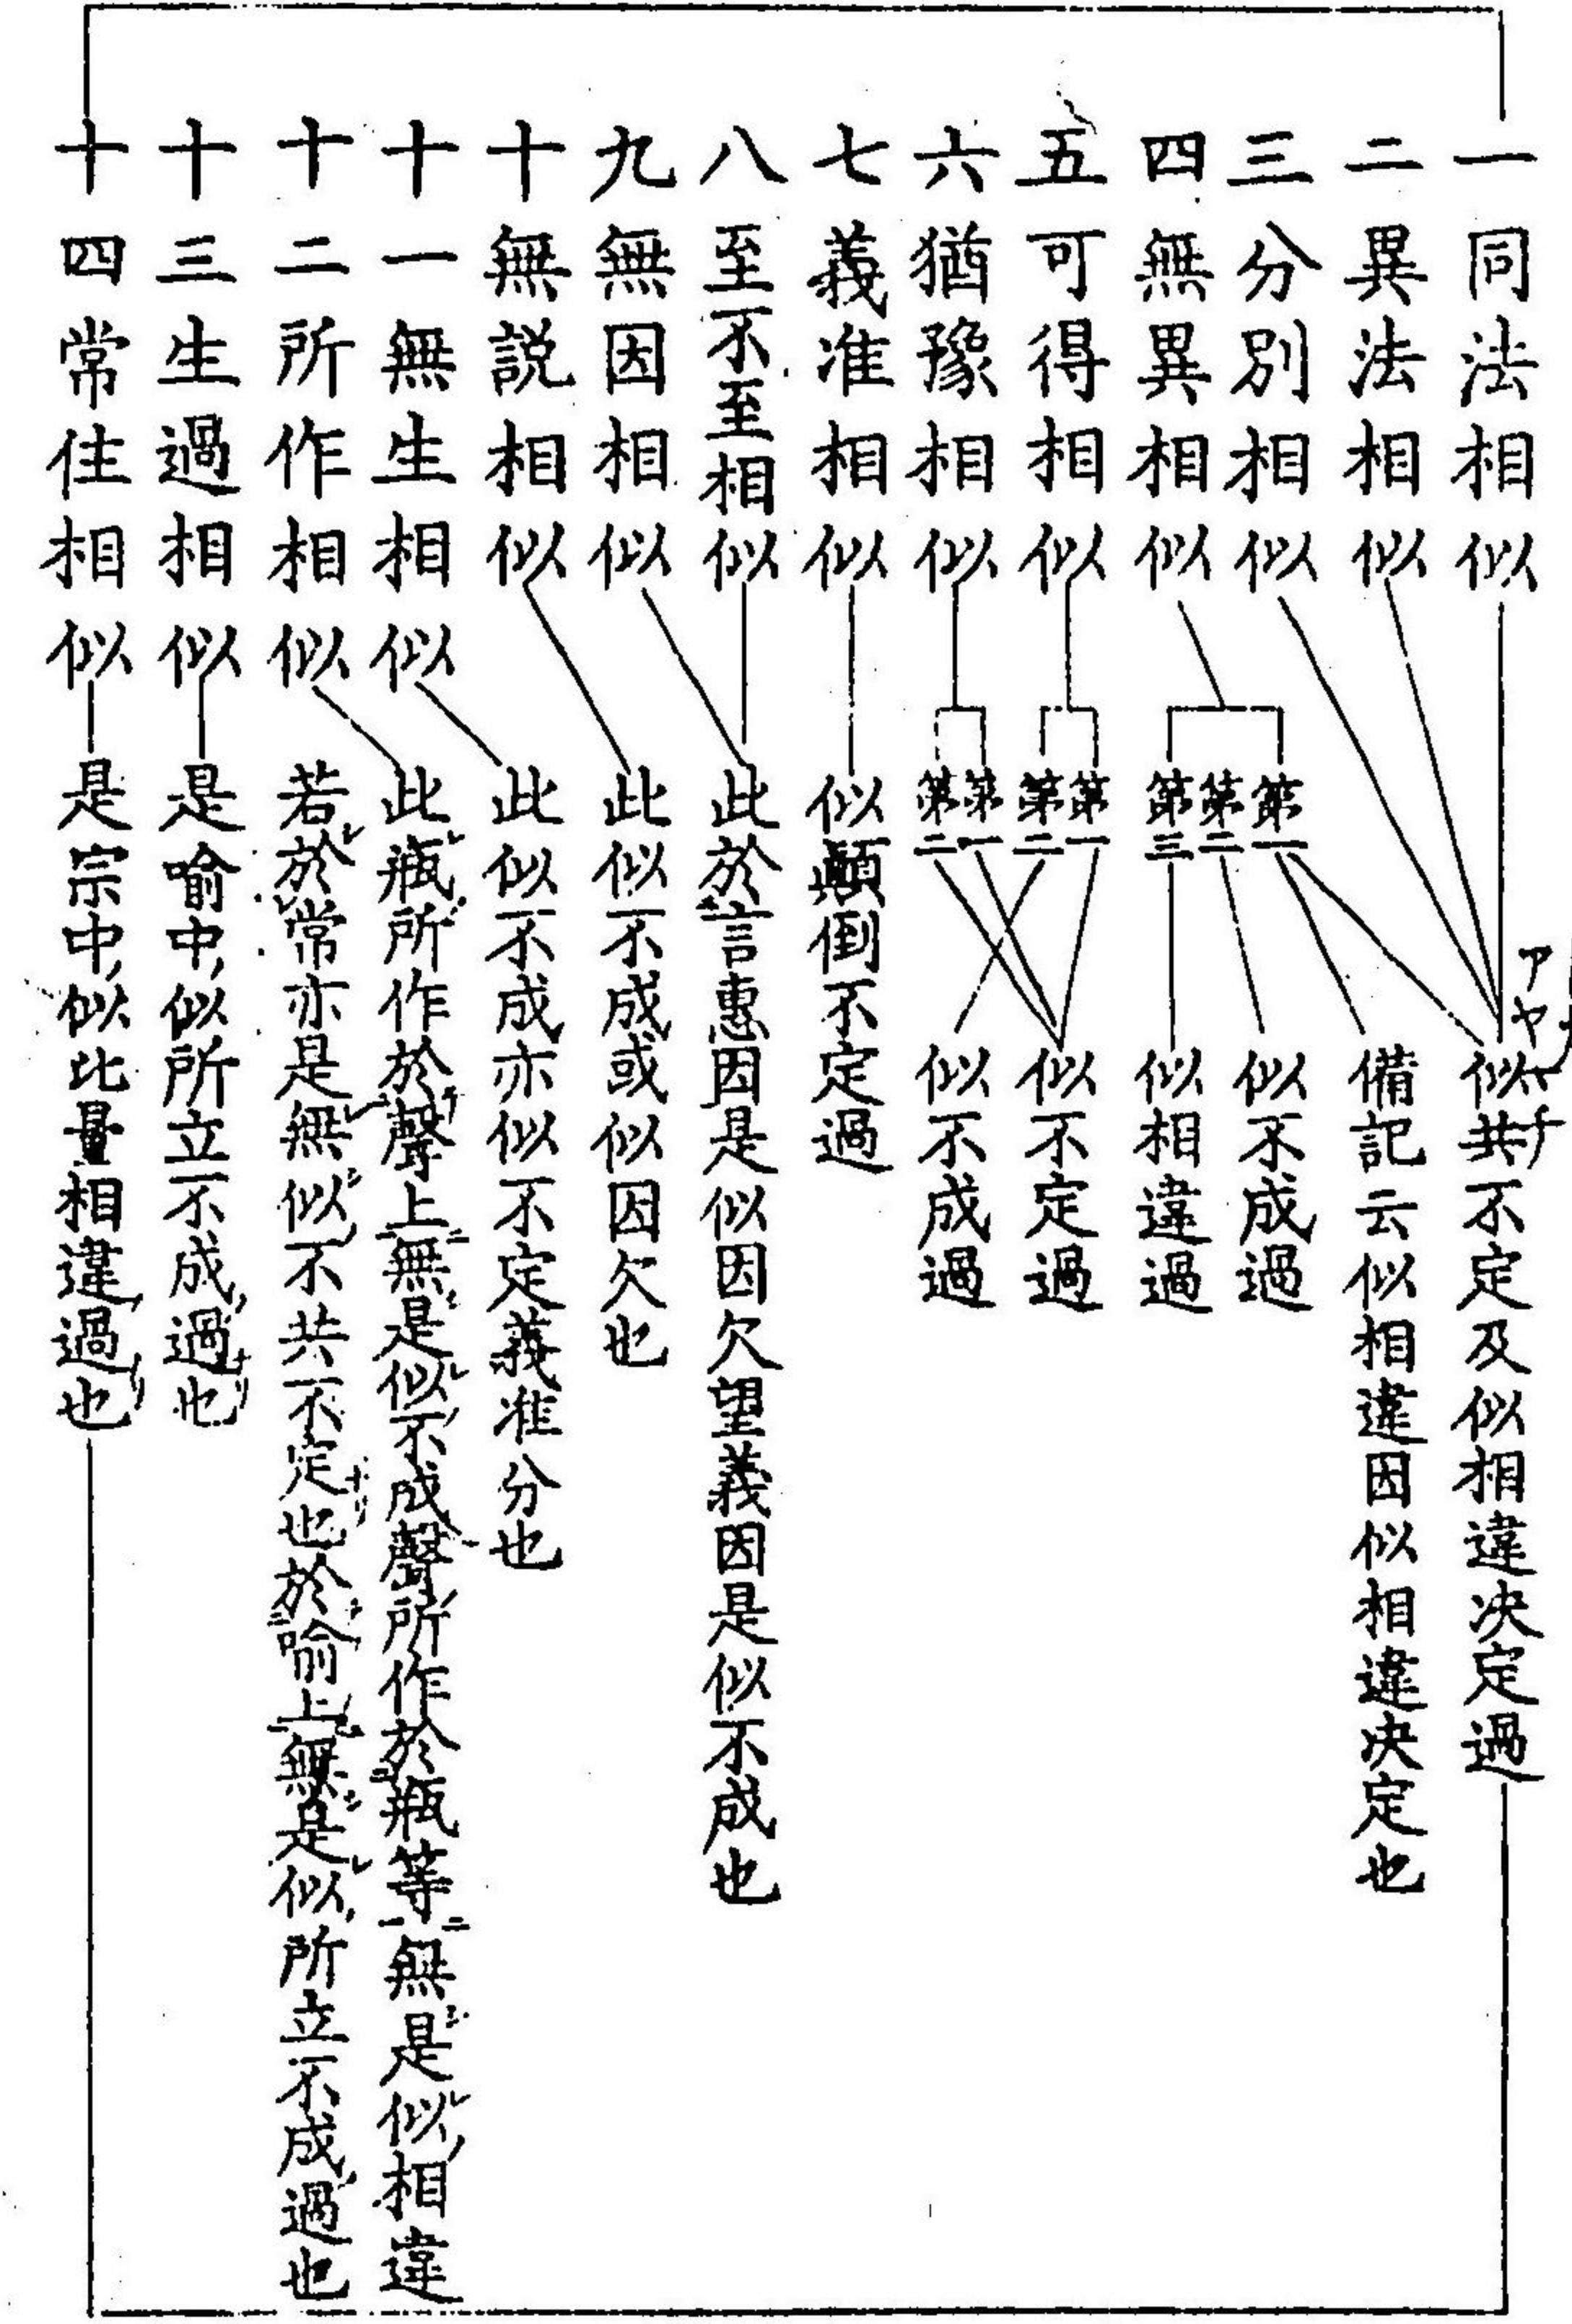 一同法相似
二異法相似
三分別相似
四無異相似
五可得相似
六猶豫相似
七義准相似
八至不至相似
九無因相似
十無説相似
十一無生相似
十二所作相似
十三生過相似
十四常住相似
似共不定及似相違决定過
備記云似相違因似相違决定也
第一
第二
第三
似不成過
似相違過
第一
第二
似不定過
第一
第二
似不成過
似顛倒不定過
此於言惠因是似因欠望義因是似不成也
此似不成或似因欠也
此似不成亦似不定義准分也
此瓶所作於聲上無是似不成聲所作於瓶等無是似相違
若於常亦是無似不共不定也於喻上無是似所立不成過也
是喻中似所立不成過也
是宗中似比量相違過也